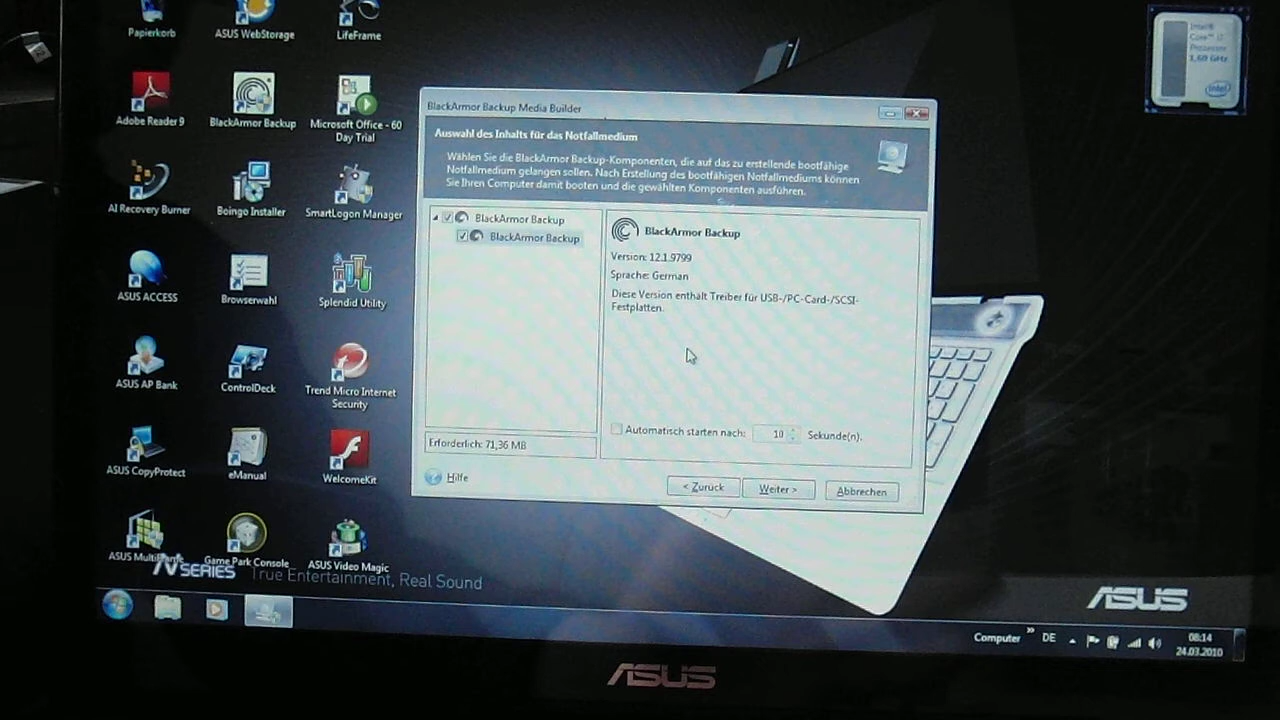 Papierkorb
ASUS WebStorage
LifeFrame
Adobe Reader 9
BlackArmor Backup
Microsoft Office - 60
Day Trial
AI Recovery Burner
Boingo Installer
SmartLogon Manager
ASUS ACCESS
Browserwahl
Splendid Utility
ASUS AP Bank
ControlDeck
Trend Micro Internet
Security
ASUS CopyProtect
eManual
WelcomeKit
ASUS MultiFrame
Game Park Console
ASUS Video Magic
NSERIES True Entertainment, Real Sound
BlackArmor Backup Media Builder
Auswahl des Inhalts für das Notfallmedium
Wählen Sie die BlackArmor Backup-Komponenten, die auf das zu erstellende bootfähige
Notfallmedium gelangen sollen. Nach Erstellung des bootfähigen Notfallmediums können
Sie Ihren Computer damit booten und die gewählten Komponenten ausführen.
BlackArmor Backup
BlackArmor Backup
Erforderlich: 71,36 MB
BlackArmor Backup
Version: 12.1.9799
Sprache: German
Diese Version enthält Treiber für USB-/PC-Card-/SCSI-
Festplatten.
Automatisch starten nach: 10 Sekunde(n).
Hilfe
< Zurück
Weiter >
Abbrechen
Intel®
Core™ i7
Prozessor
1,60 GHz
intel
ASUS
Computer » DE
08:14
24.03.2010
ASUS